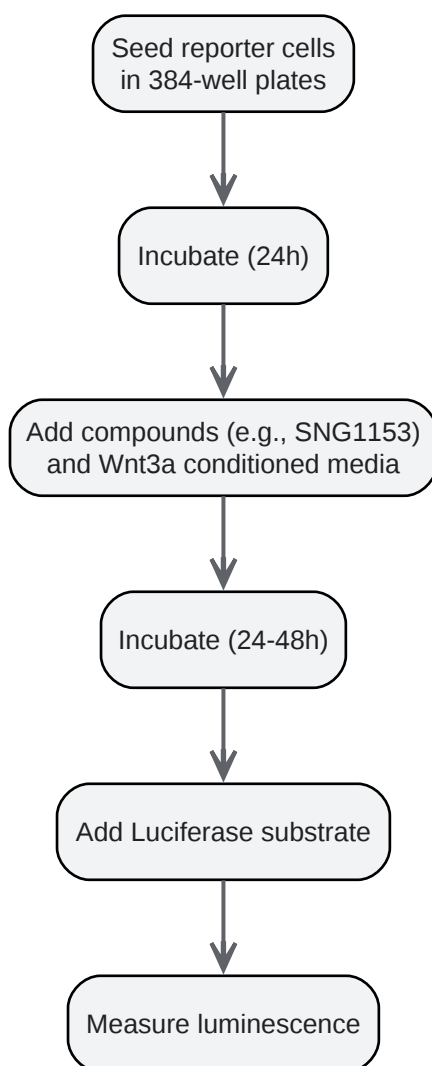 Seed reporter cells
in 384-well plates
Incubate (24h)
Add compounds (e.g., SNG1153)
and Wnt3a conditioned media
Incubate (24-48h)
Add Luciferase substrate
Measure luminescence